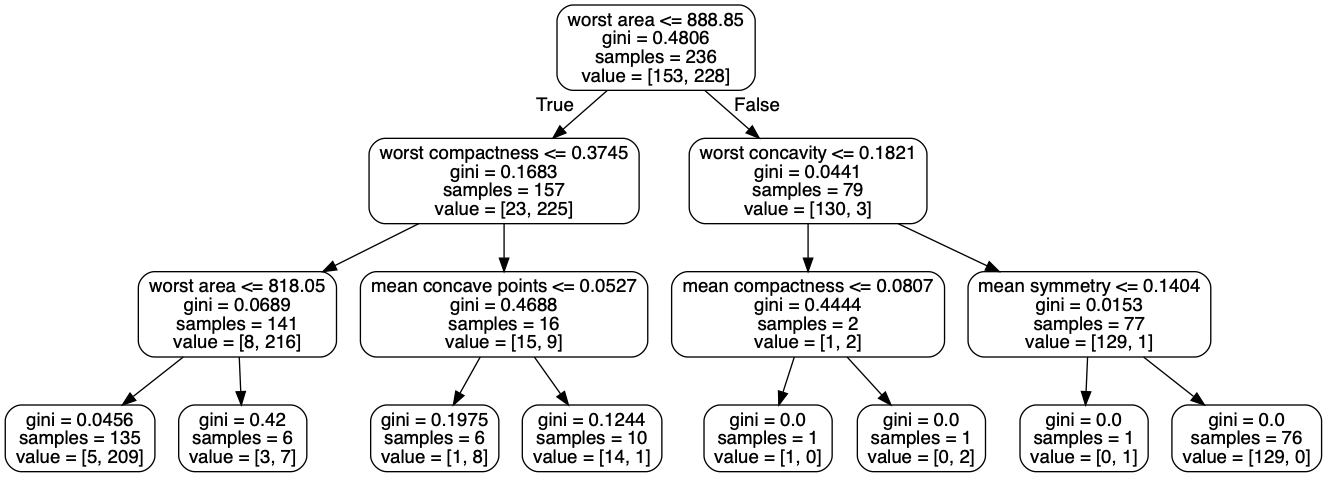 worst area <= 888.85
gini = 0.4806
samples = 236
value = [153, 228]
True
False
worst compactness <= 0.3745
gini = 0.1683
samples = 157
value = [23, 225]
worst concavity <= 0.1821
gini = 0.0441
samples = 79
value = [130, 3]
worst area <= 818.05
gini = 0.0689
samples = 141
value = [8, 216]
mean concave points <= 0.0527
gini = 0.4688
samples = 16
value = [15, 9]
mean compactness <= 0.0807
gini = 0.4444
samples = 2
value = [1, 2]
mean symmetry <= 0.1404
gini = 0.0153
samples = 77
value = [129, 1]
gini = 0.0456
samples = 135
value = [5, 209]
gini = 0.42
samples = 6
value = [3, 7]
gini = 0.1975
samples = 6
value = [1, 8]
gini = 0.1244
samples = 10
value = [14, 1]
gini = 0.0
samples = 1
value = [1, 0]
gini = 0.0
samples = 1
value = [0, 2]
gini = 0.0
samples = 1
value = [0, 1]
gini = 0.0
samples = 76
value = [129, 0]